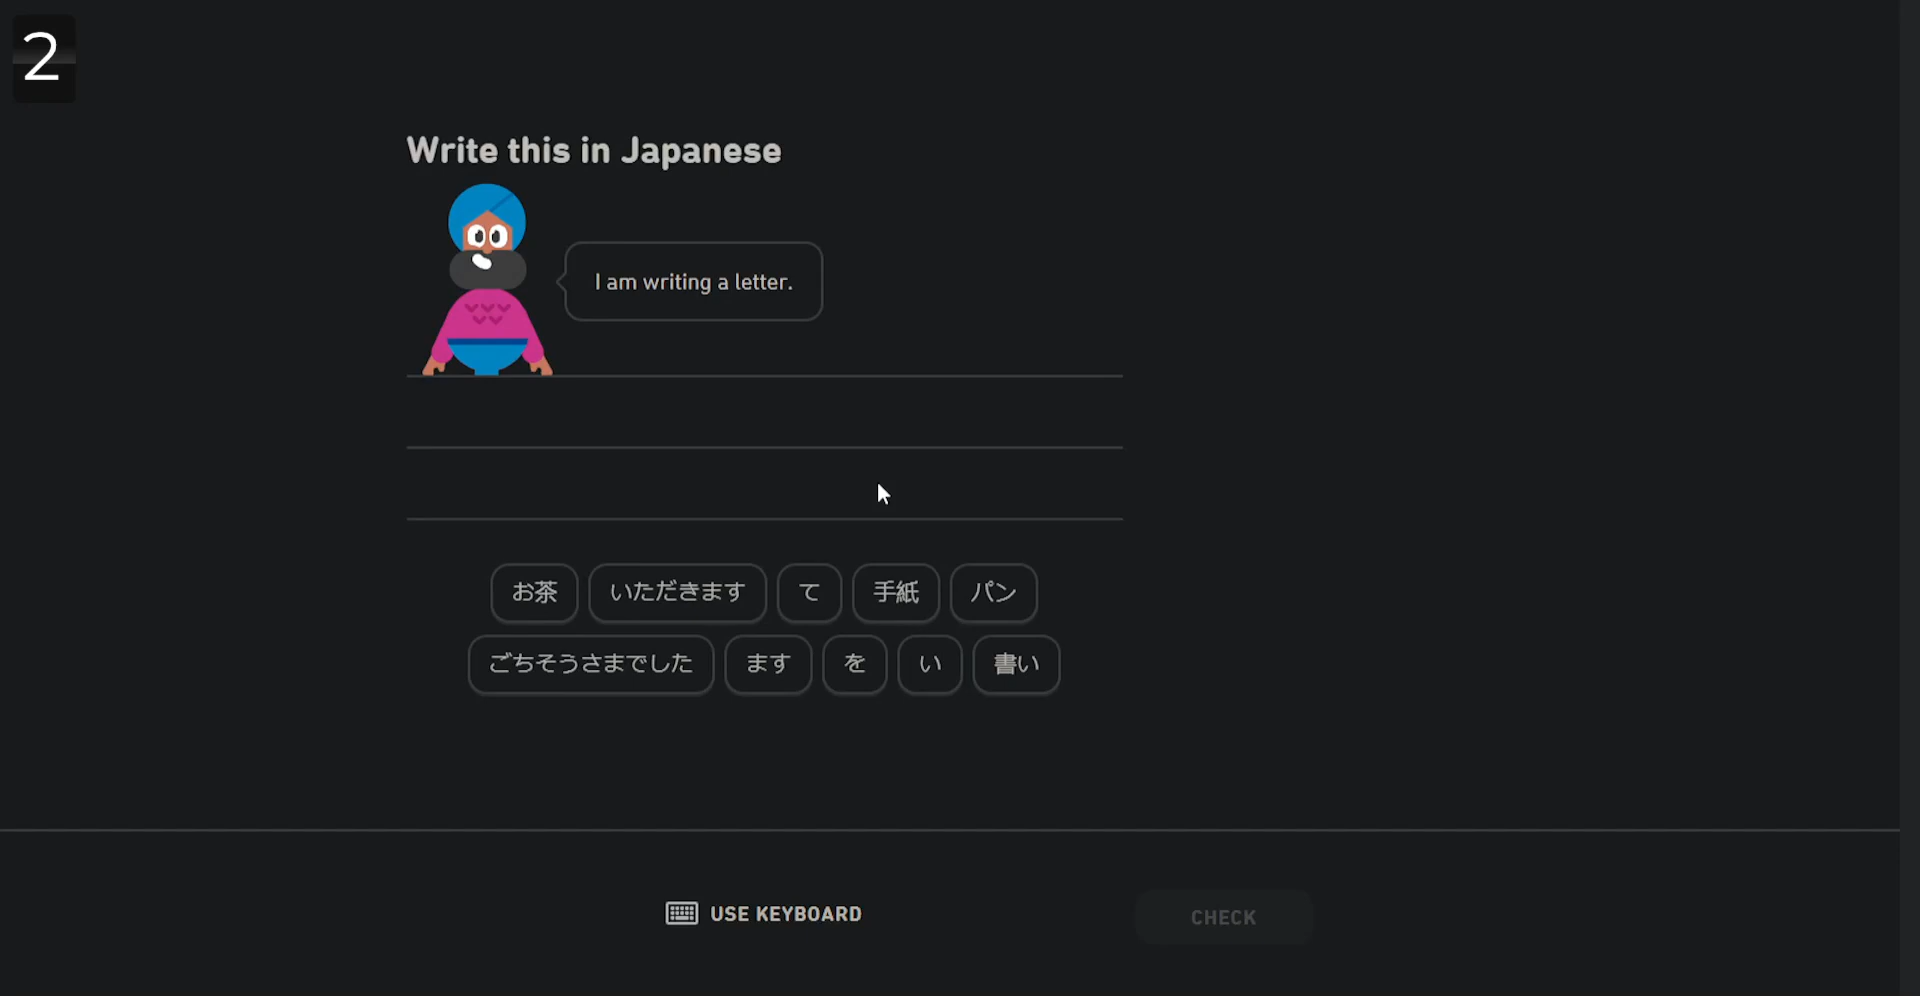 2
Write this in Japanese
I am writing a letter.
お茶 いただきます て 手紙 パン
ごちそうさまでした ます を い 書い
USE KEYBOARD
CHECK